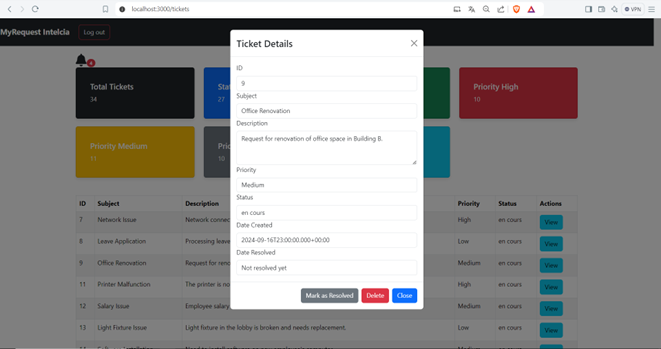 localhost:3000/tickets
VPN
MyRequest Intelcia
Log out
4
Total Tickets
34
27
Priority High
10
Priority Medium
11
10
Ticket Details
ID
9
Subject
Office Renovation
Description
Request for renovation of office space in Building B.
Priority
Medium
Status
en cours
Date Created
2024-09-16T23:00:00.000+00:00
Date Resolved
Not resolved yet
Mark as Resolved Delete Close
ID Subject Description Priority Status Actions
7 Network Issue Network High en cours View
8 Leave Application Processing Low en cours View
9 Office Renovation Request for Medium en cours View
11 Printer Malfunction The printer is High en cours View
12 Salary Issue Employee salary Medium en cours View
13 Light Fixture Issue Light fixture in the lobby is broken and needs replacement. Low en cours View